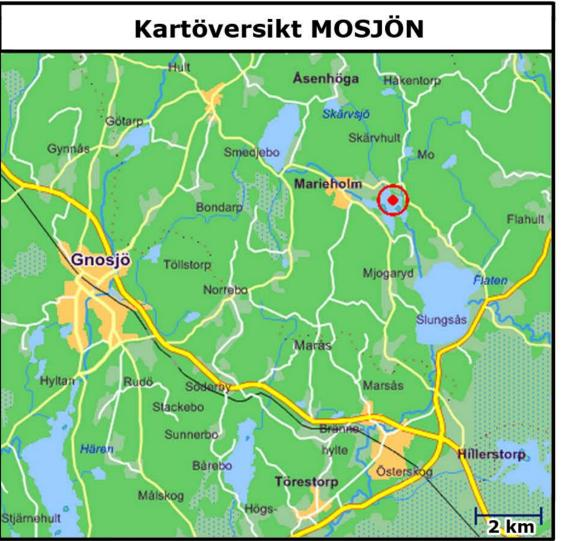 Kartöversikt MOSJÖN
Hult
Åsenhöga
Håkentorp
Götarp
Skärvsjö
Skärvhult
Gynnås
Smedjebo
Mo
Marieholm
Bondarp
Flahult
Gnosjö
Töllstorp
Mjogaryd
Flaten
Norrebo
Slungsås
Marås
Hyltan
Rudö
Söderby
Marsås
Stackebo
Sunnerbo
Bränne-
hylte
Hären
Bårebo
Österskog
Hillerstorp
Målskog
Törestorp
Högs-
Stjärnehult
2 km